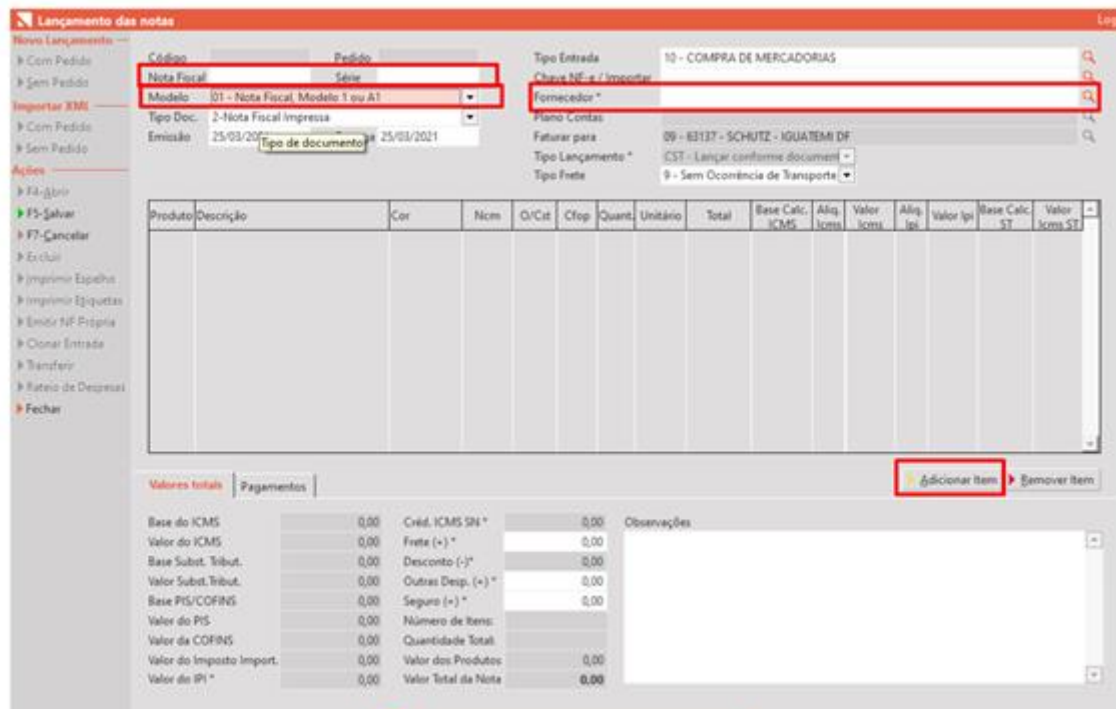 Lançamento das notas
Log
Novo Lançamento
Com Pedido
Sem Pedido
Importar XML
Com Pedido
Sem Pedido
Ações
F4-Abrir
F5-Salvar
F7-Cancelar
Excluir
Imprimir Espelho
Imprimir Etiquetas
Emitir NF Própria
Clonar Entrada
Transferir
Rateio de Despesas
Fechar
Código Pedido
Nota Fiscal Série
Modelo 01 - Nota Fiscal, Modelo 1 ou A1
Tipo Doc. 2-Nota Fiscal Impressa
Emissão 25/03/ 25/03/2021
Tipo de documento
Tipo Entrada 10 - COMPRA DE MERCADORIAS
Chave NF-e / Importar
Fornecedor *
Plano Contas
Faturar para 09 - 63137 - SCHUTZ - IGUATEMI DF
Tipo Lançamento * CST - Lançar conforme document
Tipo Frete 9 - Sem Ocorrência de Transporte
Produto Descrição Cor Ncm O/Cst Cfop Quant. Unitário Total Base Calc. ICMS Aliq. Icms Valor Icms Aliq. Ipi Valor Ipi Base Calc. ST Valor Icms ST
Adicionar Item Remover Item
Valores totais Pagamentos
Base do ICMS 0,00 Créd. ICMS SN * 0,00 Observações
Valor do ICMS 0,00 Frete (+) * 0,00
Base Subst. Tribut. 0,00 Desconto (-)* 0,00
Valor Subst. Tribut. 0,00 Outras Desp. (+) * 0,00
Base PIS/COFINS 0,00 Seguro (+) * 0,00
Valor do PIS 0,00 Número de Itens:
Valor da COFINS 0,00 Quantidade Total:
Valor do Imposto Import. 0,00 Valor dos Produtos 0,00
Valor do IPI * 0,00 Valor Total da Nota 0,00